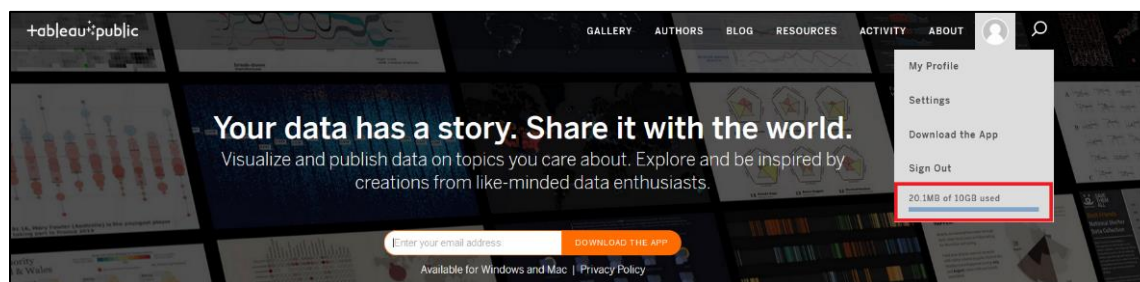 +ableau public
GALLERY AUTHORS BLOG RESOURCES ACTIVITY ABOUT
My Profile
Settings
Download the App
Sign Out
20.1MB of 10GB used
Your data has a story. Share it with the world.
Visualize and publish data on topics you care about. Explore and be inspired by
creations from like-minded data enthusiasts.
Enter your email address DOWNLOAD THE APP
Available for Windows and Mac | Privacy Policy